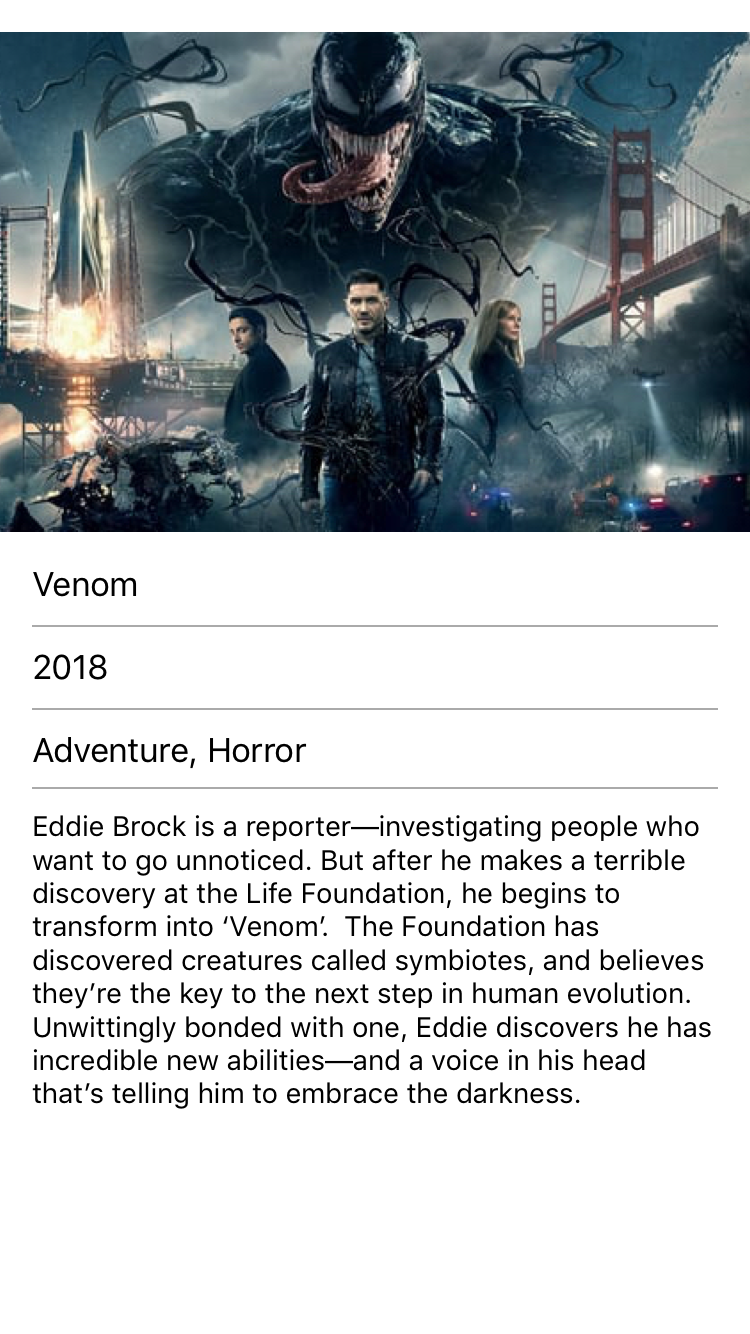 Venom
2018
Adventure, Horror
Eddie Brock is a reporter—investigating people who
want to go unnoticed. But after he makes a terrible
discovery at the Life Foundation, he begins to
transform into ‘Venom’.  The Foundation has
discovered creatures called symbiotes, and believes
they’re the key to the next step in human evolution.
Unwittingly bonded with one, Eddie discovers he has
incredible new abilities—and a voice in his head
that’s telling him to embrace the darkness.